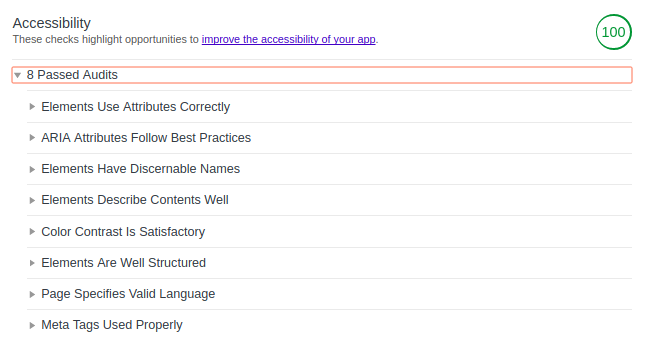 Accessibility
These checks highlight opportunities to improve the accessibility of your app.
100
8 Passed Audits
Elements Use Attributes Correctly
ARIA Attributes Follow Best Practices
Elements Have Discernable Names
Elements Describe Contents Well
Color Contrast Is Satisfactory
Elements Are Well Structured
Page Specifies Valid Language
Meta Tags Used Properly